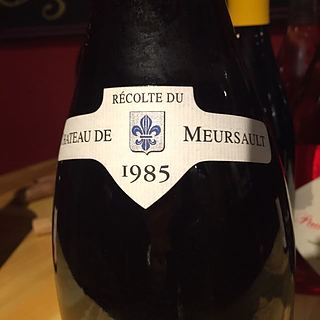 RÉCOLTE DU
HATEAU DE MEURSAULT
1985